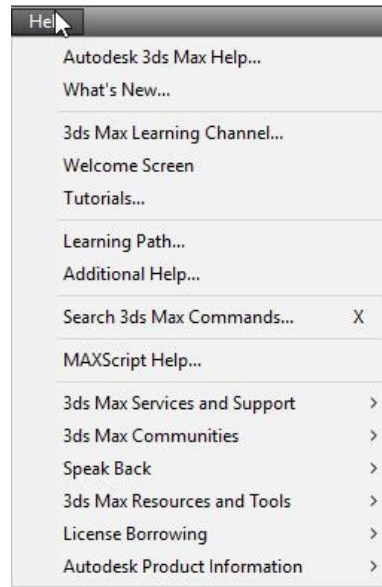 Help
Autodesk 3ds Max Help...
What's New...
3ds Max Learning Channel...
Welcome Screen
Tutorials...
Learning Path...
Additional Help...
Search 3ds Max Commands... X
MAXScript Help...
3ds Max Services and Support >
3ds Max Communities >
Speak Back >
3ds Max Resources and Tools >
License Borrowing >
Autodesk Product Information >